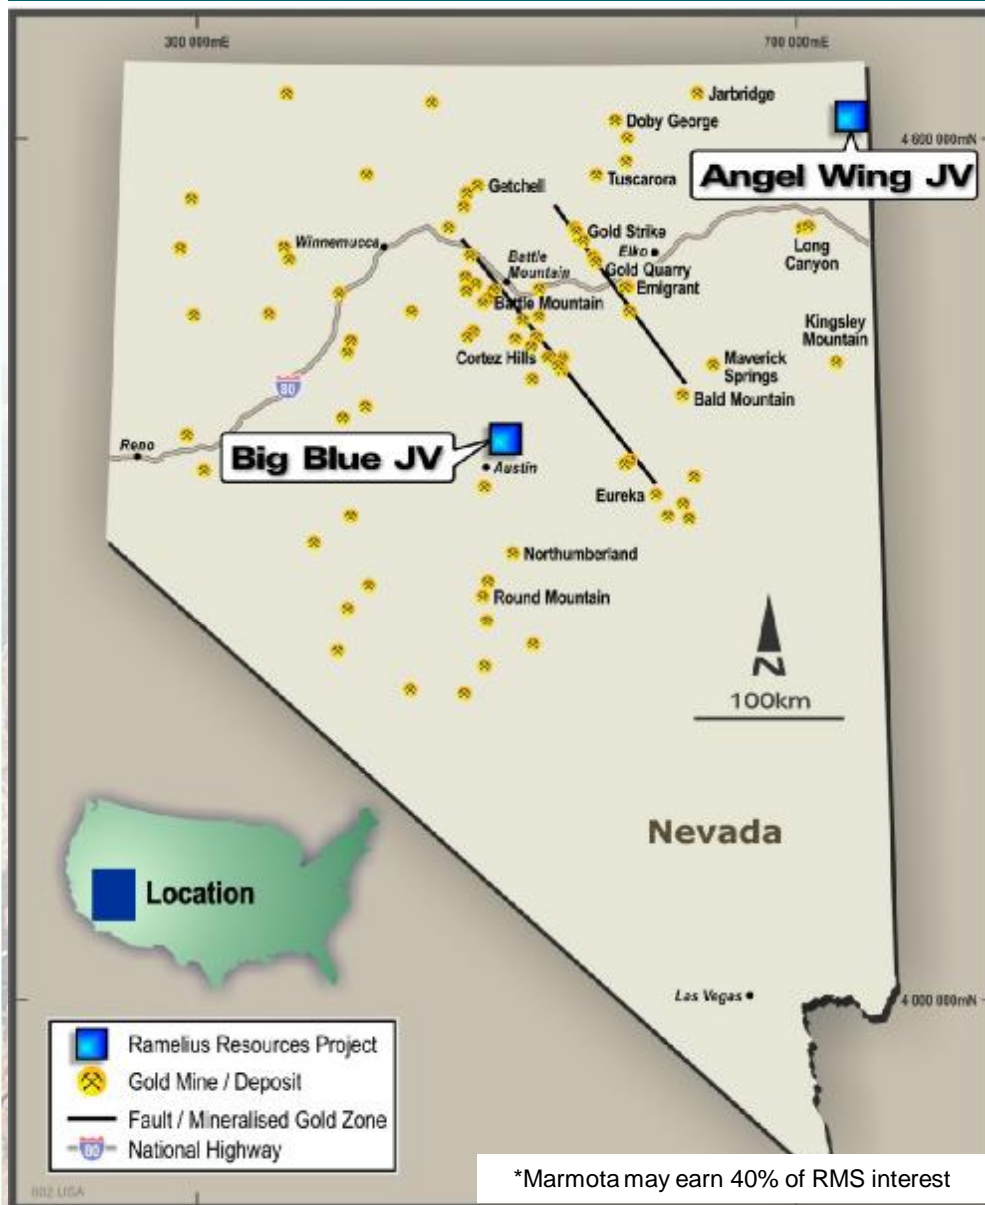 300 000mE
700 000mE
Jarbridge
Doby George
4 600 000mN
Angel Wing JV
Tuscarora
Getchell
Gold Strike
Winnemucca
Elko
Long
Canyon
Battle
Mountain
Gold Quarry
Emigrant
Battle Mountain
Kingsley
Mountain
Cortez Hills
Maverick
Springs
80
Bald Mountain
Reno
Big Blue JV
Austin
Eureka
Northumberland
Round Mountain
N
100km
Nevada
Location
Las Vegas
4 000 000mN
Ramelius Resources Project
Gold Mine / Deposit
Fault / Mineralised Gold Zone
80
National Highway
*Marmota may earn 40% of RMS interest
002 USA